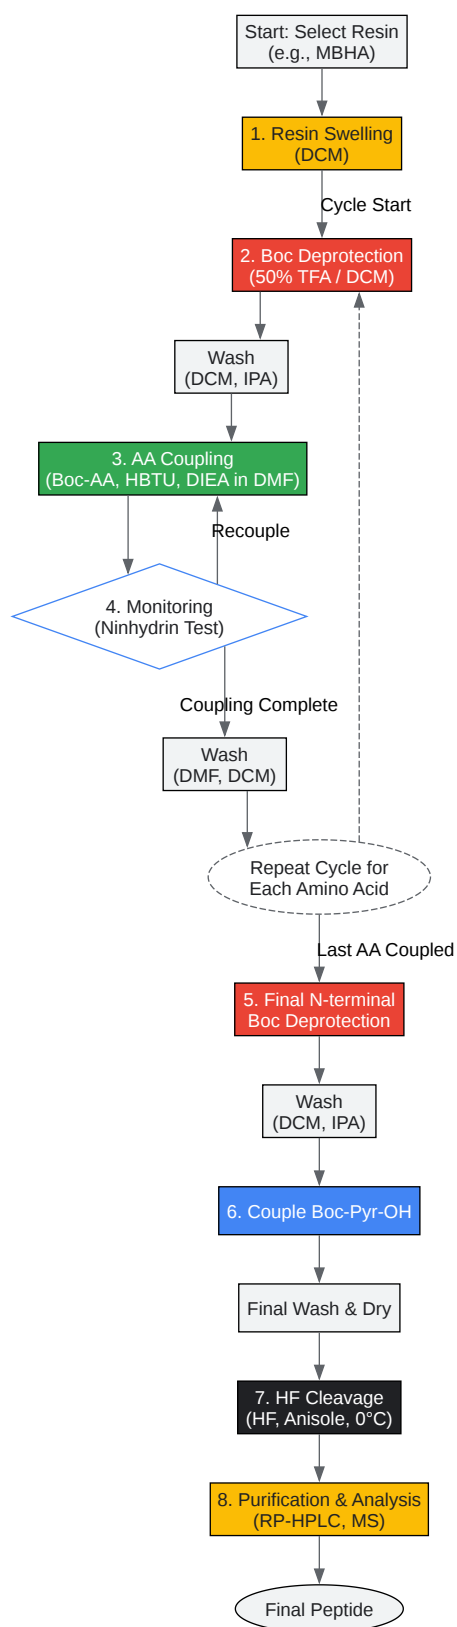 Start: Select Resin
(e.g., MBHA)
1. Resin Swelling
(DCM)
Cycle Start
2. Boc Deprotection
(50% TFA / DCM)
Wash
(DCM, IPA)
3. AA Coupling
(Boc-AA, HBTU, DIEA in DMF)
Recouple
4. Monitoring
(Ninhydrin Test)
Coupling Complete
Wash
(DMF, DCM)
Repeat Cycle for
Each Amino Acid
Last AA Coupled
5. Final N-terminal
Boc Deprotection
Wash
(DCM, IPA)
6. Couple Boc-Pyr-OH
Final Wash & Dry
7. HF Cleavage
(HF, Anisole, 0°C)
8. Purification & Analysis
(RP-HPLC, MS)
Final Peptide